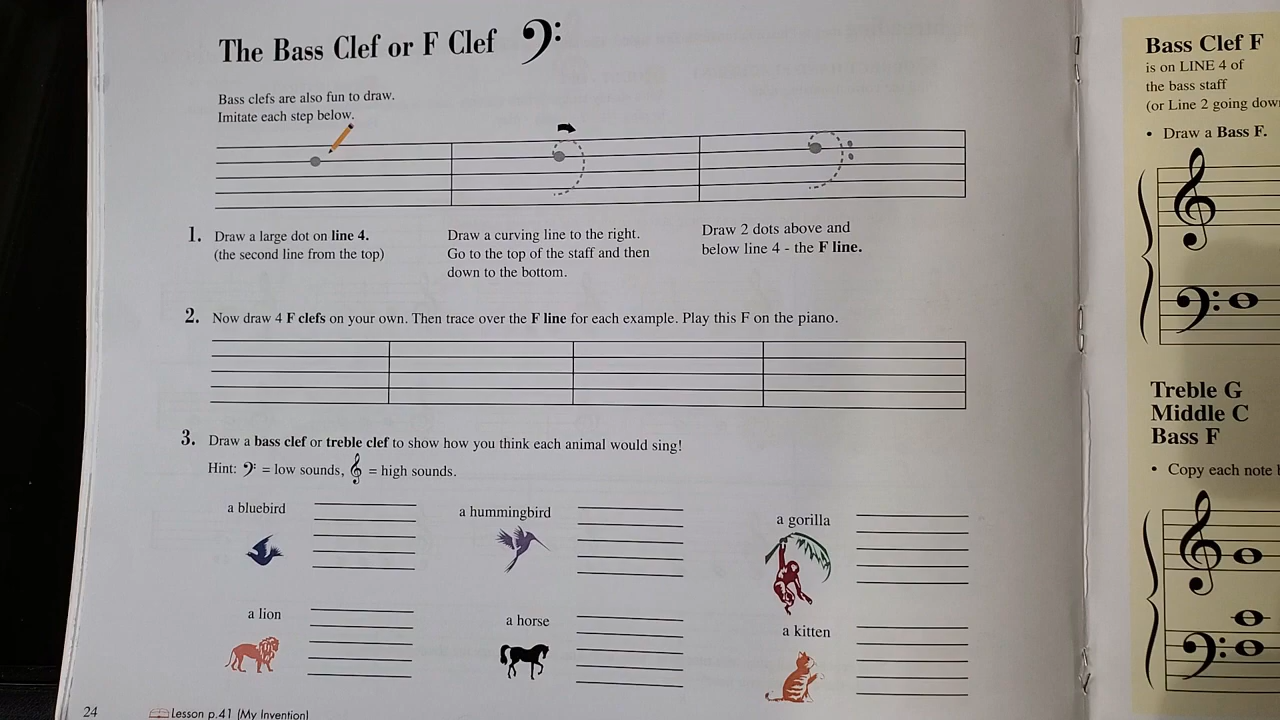 The Bass Clef or F Clef
Bass clefs are also fun to draw.
Imitate each step below.
1. Draw a large dot on line 4.
(the second line from the top)
Draw a curving line to the right.
Go to the top of the staff and then
down to the bottom.
Draw 2 dots above and
below line 4 - the F line.
2. Now draw 4 F clefs on your own. Then trace over the F line for each example. Play this F on the piano.
3. Draw a bass clef or treble clef to show how you think each animal would sing!
Hint: = low sounds, = high sounds.
a bluebird
a hummingbird
a gorilla
a lion
a horse
a kitten
24
Lesson p.41 (My Invention)
Bass Clef F
is on LINE 4 of
the bass staff
(or Line 2 going
• Draw a Bass F.
Treble G
Middle C
Bass F
• Copy each note